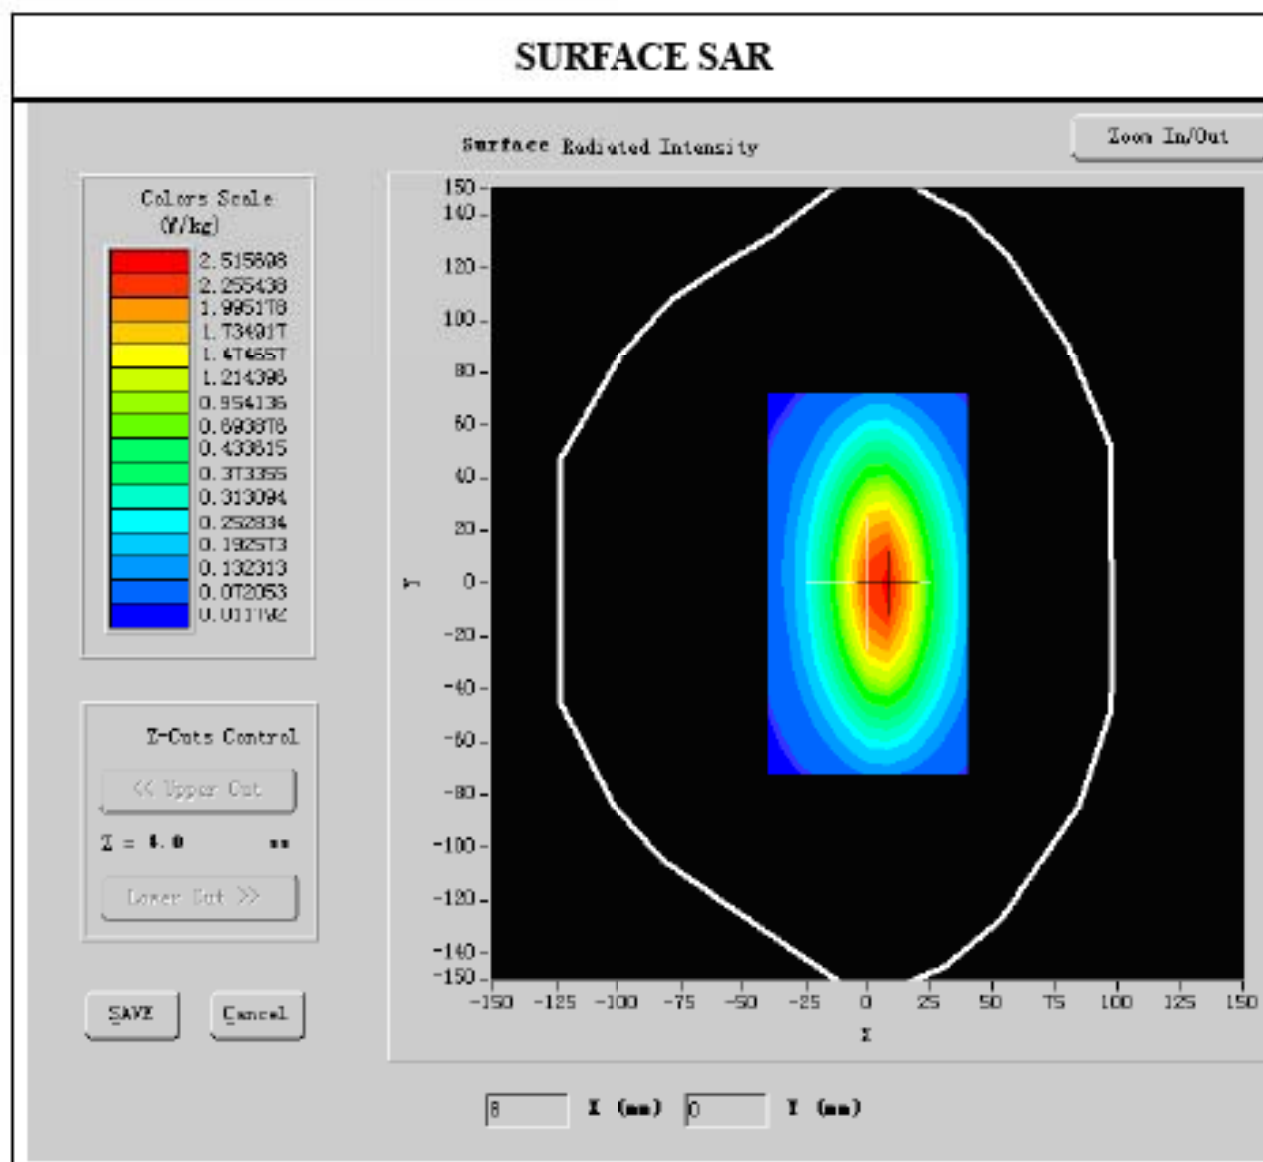 SURFACE SAR
Surface Radiated Intensity
Zoom In/Out
Colors Scale
(W/kg)
2.515698
2.255438
1.995178
1.734917
1.474657
1.214396
0.954136
0.693876
0.433615
0.373355
0.313094
0.252834
0.192573
0.132313
0.072053
0.011792
150
140
120
100
80
60
40
20
0
-20
-40
-60
-80
-100
-120
-140
-150
Y
-150 -125 -100 -75 -50 -25 0 25 50 75 100 125 150
X
Z-Cuts Control
<< Upper Cut
Z = 4.0 mm
Lower Cut >>
SAVE Cancel
8 X (mm) 0 Y (mm)